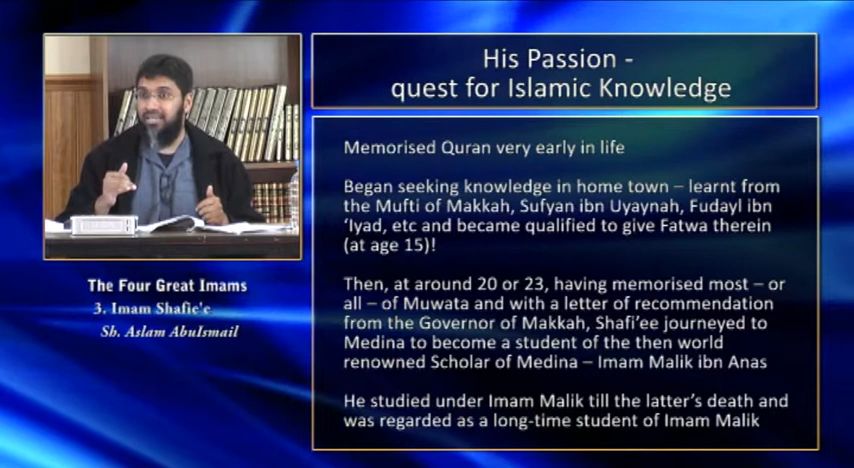 His Passion -
quest for Islamic Knowledge
Memorised Quran very early in life
Began seeking knowledge in home town – learnt from
the Mufti of Makkah, Sufyan ibn Uyaynah, Fudayl ibn
‘Iyad, etc and became qualified to give Fatwa therein
(at age 15)!
Then, at around 20 or 23, having memorised most – or
all – of Muwata and with a letter of recommendation
from the Governor of Makkah, Shafi’ee journeyed to
Medina to become a student of the then world
renowned Scholar of Medina – Imam Malik ibn Anas
He studied under Imam Malik till the latter’s death and
was regarded as a long-time student of Imam Malik
The Four Great Imams
3. Imam Shafie'e
Sh. Aslam AbuIsmail